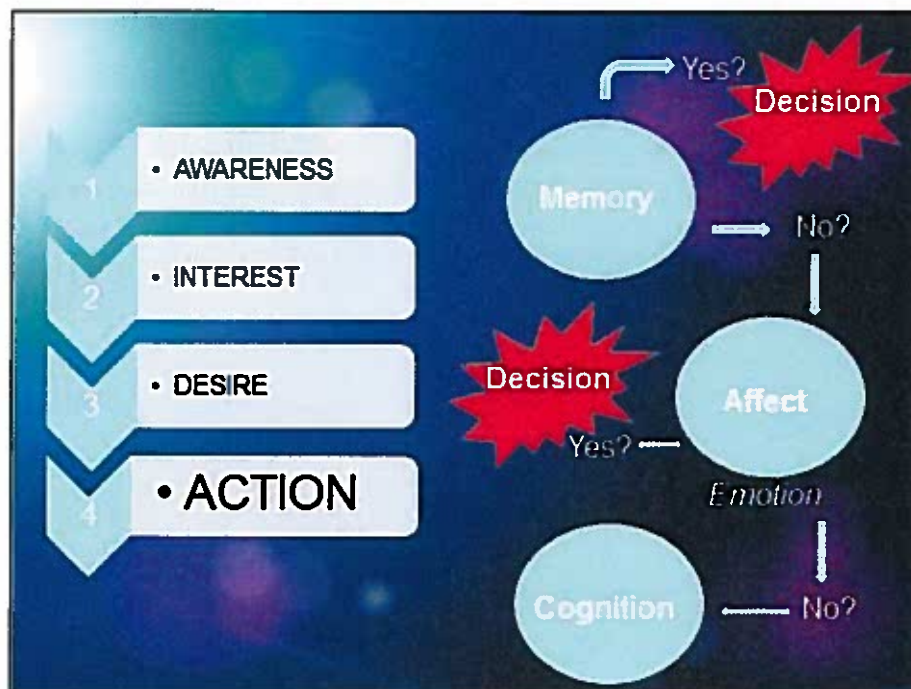 1
• AWARENESS
2
• INTEREST
3
• DESIRE
4
• ACTION
Yes?
Decision
Memory
No?
Decision
Affect
Yes?
Emotion
Cognition
No?